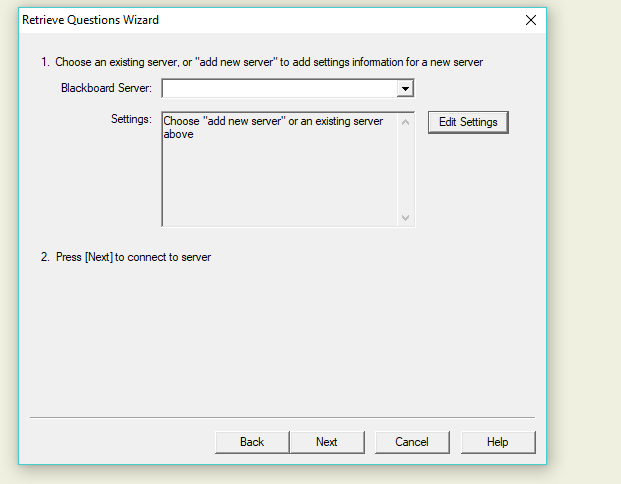 Retrieve Questions Wizard
1. Choose an existing server, or "add new server" to add settings information for a new server
Blackboard Server:
Settings:
Choose "add new server" or an existing server
above
Edit Settings
2. Press [Next] to connect to server
Back
Next
Cancel
Help